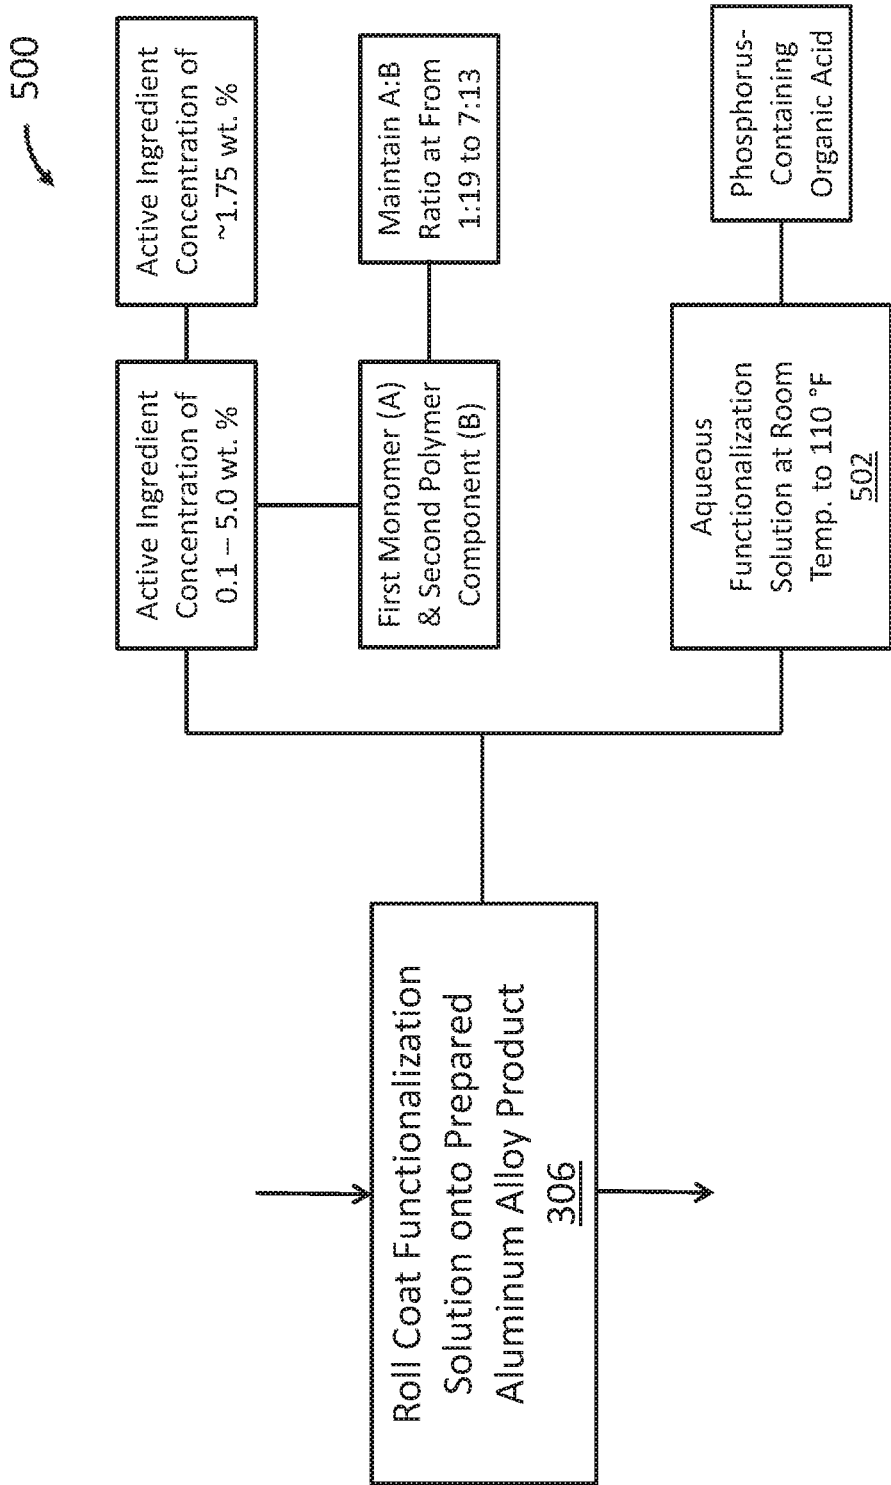 500
Roll Coat Functionalization
Solution onto Prepared
Aluminum Alloy Product
306
Active Ingredient
Concentration of
0.1 – 5.0 wt. %
Active Ingredient
Concentration of
~1.75 wt. %
First Monomer (A)
& Second Polymer
Component (B)
Maintain A:B
Ratio at From
1:19 to 7:13
Aqueous
Functionalization
Solution at Room
Temp. to 110 °F
502
Phosphorus-
Containing
Organic Acid